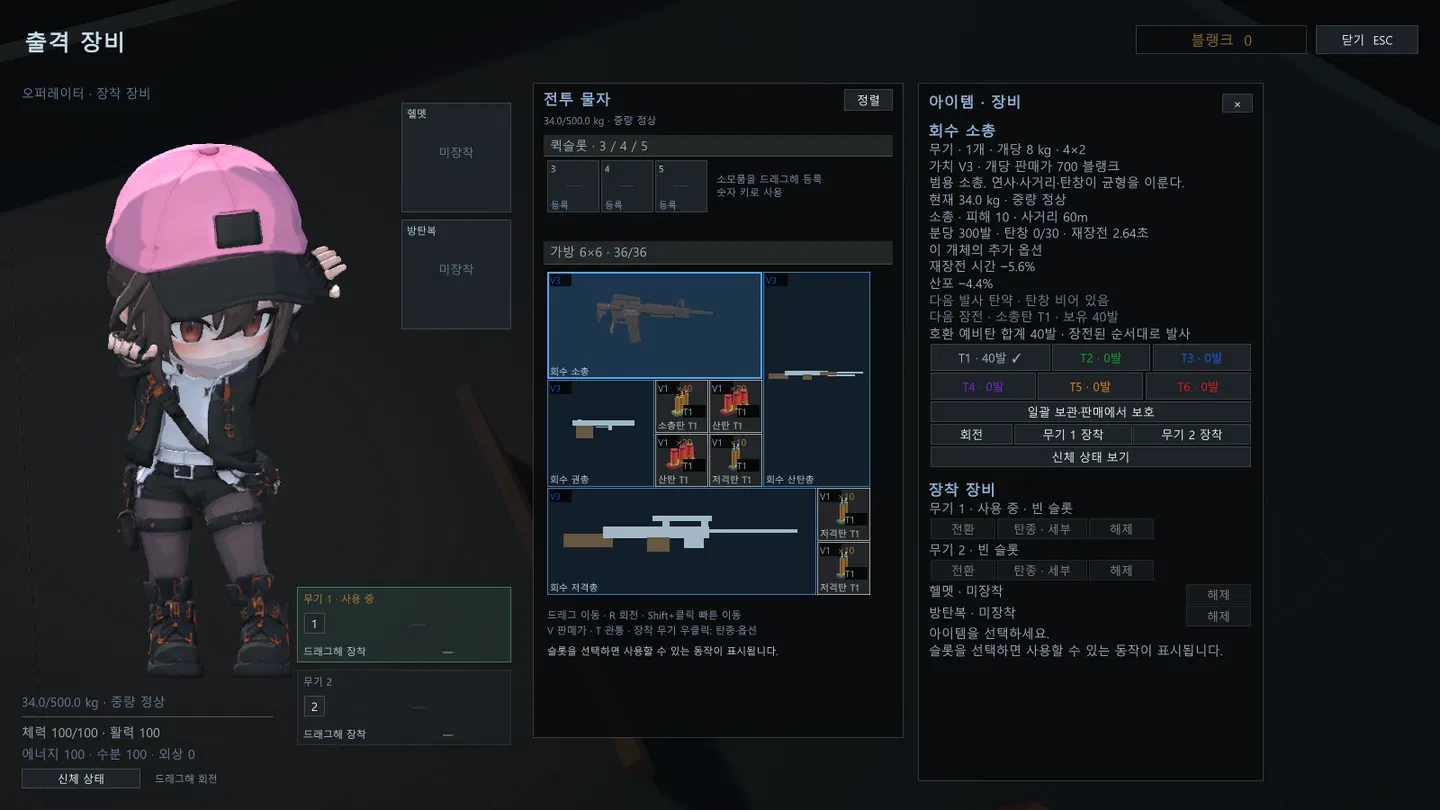 출격 장비
블랭크 0
닫기 ESC
오퍼레이터 · 장착 장비
헬멧
미장착
방탄복
미장착
무기 1 · 사용 중
1
드래그해 장착
무기 2
2
드래그해 장착
34.0/500.0 kg · 중량 정상
체력 100/100 · 활력 100
에너지 100 · 수분 100 · 외상 0
신체 상태
드래그해 회전
전투 물자
정렬
34.0/500.0 kg · 중량 정상
퀵슬롯 · 3 / 4 / 5
3
등록
4
등록
5
등록
소모품을 드래그해 등록
숫자 키로 사용
가방 6×6 · 36/36
V3
회수 소총
V3
회수 산탄총
V3
회수 권총
V1
T1
소총탄 T1
V1
T1
산탄 T1
V1
T1
산탄 T1
V1
T1
저격탄 T1
V3
회수 저격총
V1
T1
저격탄 T1
V1
T1
저격탄 T1
드래그 이동 · R 회전 · Shift+클릭 빠른 이동
V 판매가 · T 관통 · 장착 무기 우클릭: 탄종·옵션
슬롯을 선택하면 사용할 수 있는 동작이 표시됩니다.
아이템 · 장비
×
회수 소총
무기 · 1개 · 개당 8 kg · 4×2
가치 V3 · 개당 판매가 700 블랭크
범용 소총. 연사·사거리·탄창이 균형을 이룬다.
현재 34.0 kg · 중량 정상
소총 · 피해 10 · 사거리 60m
분당 300발 · 탄창 0/30 · 재장전 2.64초
이 개체의 추가 옵션
재장전 시간 −5.6%
산포 −4.4%
다음 발사 탄약 · 탄창 비어 있음
다음 장전 · 소총탄 T1 · 보유 40발
호환 예비탄 합계 40발 · 장전된 순서대로 발사
T1 · 40발 ✓
T2 · 0발
T3 · 0발
T4 · 0발
T5 · 0발
T6 · 0발
일괄 보관·판매에서 보호
회전
무기 1 장착
무기 2 장착
신체 상태 보기
장착 장비
무기 1 · 사용 중 · 빈 슬롯
전환
탄종 · 세부
해제
무기 2 · 빈 슬롯
전환
탄종 · 세부
해제
헬멧 · 미장착
해제
방탄복 · 미장착
해제
아이템을 선택하세요.
슬롯을 선택하면 사용할 수 있는 동작이 표시됩니다.